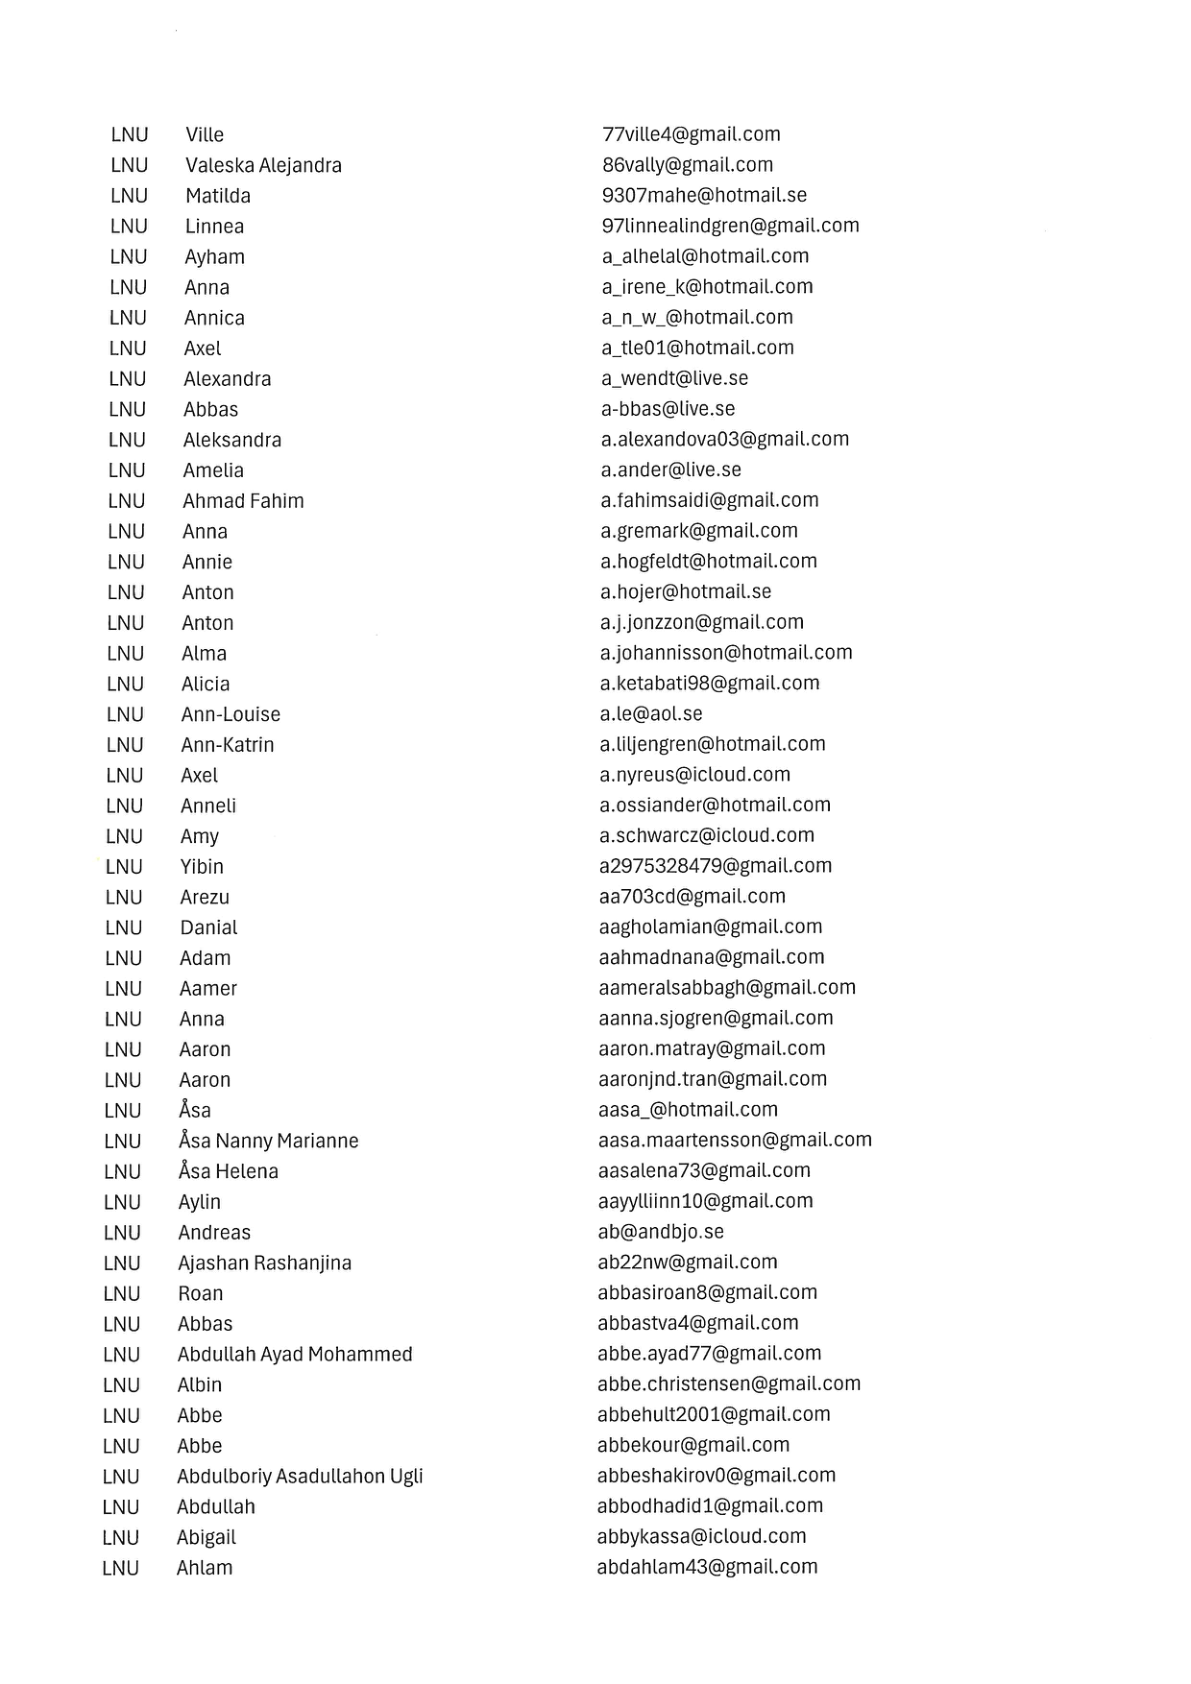 LNU Ville 77ville4@gmail.com
LNU Valeska Alejandra 86vally@gmail.com
LNU Matilda 9307mahe@hotmail.se
LNU Linnea 97linnealindgren@gmail.com
LNU Ayham a_alhelal@hotmail.com
LNU Anna a_irene_k@hotmail.com
LNU Annica a_n_w_@hotmail.com
LNU Axel a_tle01@hotmail.com
LNU Alexandra a_wendt@live.se
LNU Abbas a-bbas@live.se
LNU Aleksandra a.alexandova03@gmail.com
LNU Amelia a.ander@live.se
LNU Ahmad Fahim a.fahimsaidi@gmail.com
LNU Anna a.gremark@gmail.com
LNU Annie a.hogfeldt@hotmail.com
LNU Anton a.hojer@hotmail.se
LNU Anton a.j.jonzzon@gmail.com
LNU Alma a.johannisson@hotmail.com
LNU Alicia a.ketabati98@gmail.com
LNU Ann-Louise a.le@aol.se
LNU Ann-Katrin a.liljengren@hotmail.com
LNU Axel a.nyreus@icloud.com
LNU Anneli a.ossiander@hotmail.com
LNU Amy a.schwarcz@icloud.com
LNU Yibin a2975328479@gmail.com
LNU Arezu aa703cd@gmail.com
LNU Danial aagholamian@gmail.com
LNU Adam aahmadnana@gmail.com
LNU Aamer aameralsabbagh@gmail.com
LNU Anna aanna.sjogren@gmail.com
LNU Aaron aaron.matray@gmail.com
LNU Aaron aaronjnd.tran@gmail.com
LNU Åsa aasa_@hotmail.com
LNU Åsa Nanny Marianne aasa.maartensson@gmail.com
LNU Åsa Helena aasalena73@gmail.com
LNU Aylin aayylliinn10@gmail.com
LNU Andreas ab@andbjo.se
LNU Ajashan Rashanjina ab22nw@gmail.com
LNU Roan abbasiroan8@gmail.com
LNU Abbas abbastva4@gmail.com
LNU Abdullah Ayad Mohammed abbe.ayad77@gmail.com
LNU Albin abbe.christensen@gmail.com
LNU Abbe abbehult2001@gmail.com
LNU Abbe abbekour@gmail.com
LNU Abdulboriy Asadullahon Ugli abbeshakirov0@gmail.com
LNU Abdullah abbodhadid1@gmail.com
LNU Abigail abbykassa@icloud.com
LNU Ahlam abdahlam43@gmail.com